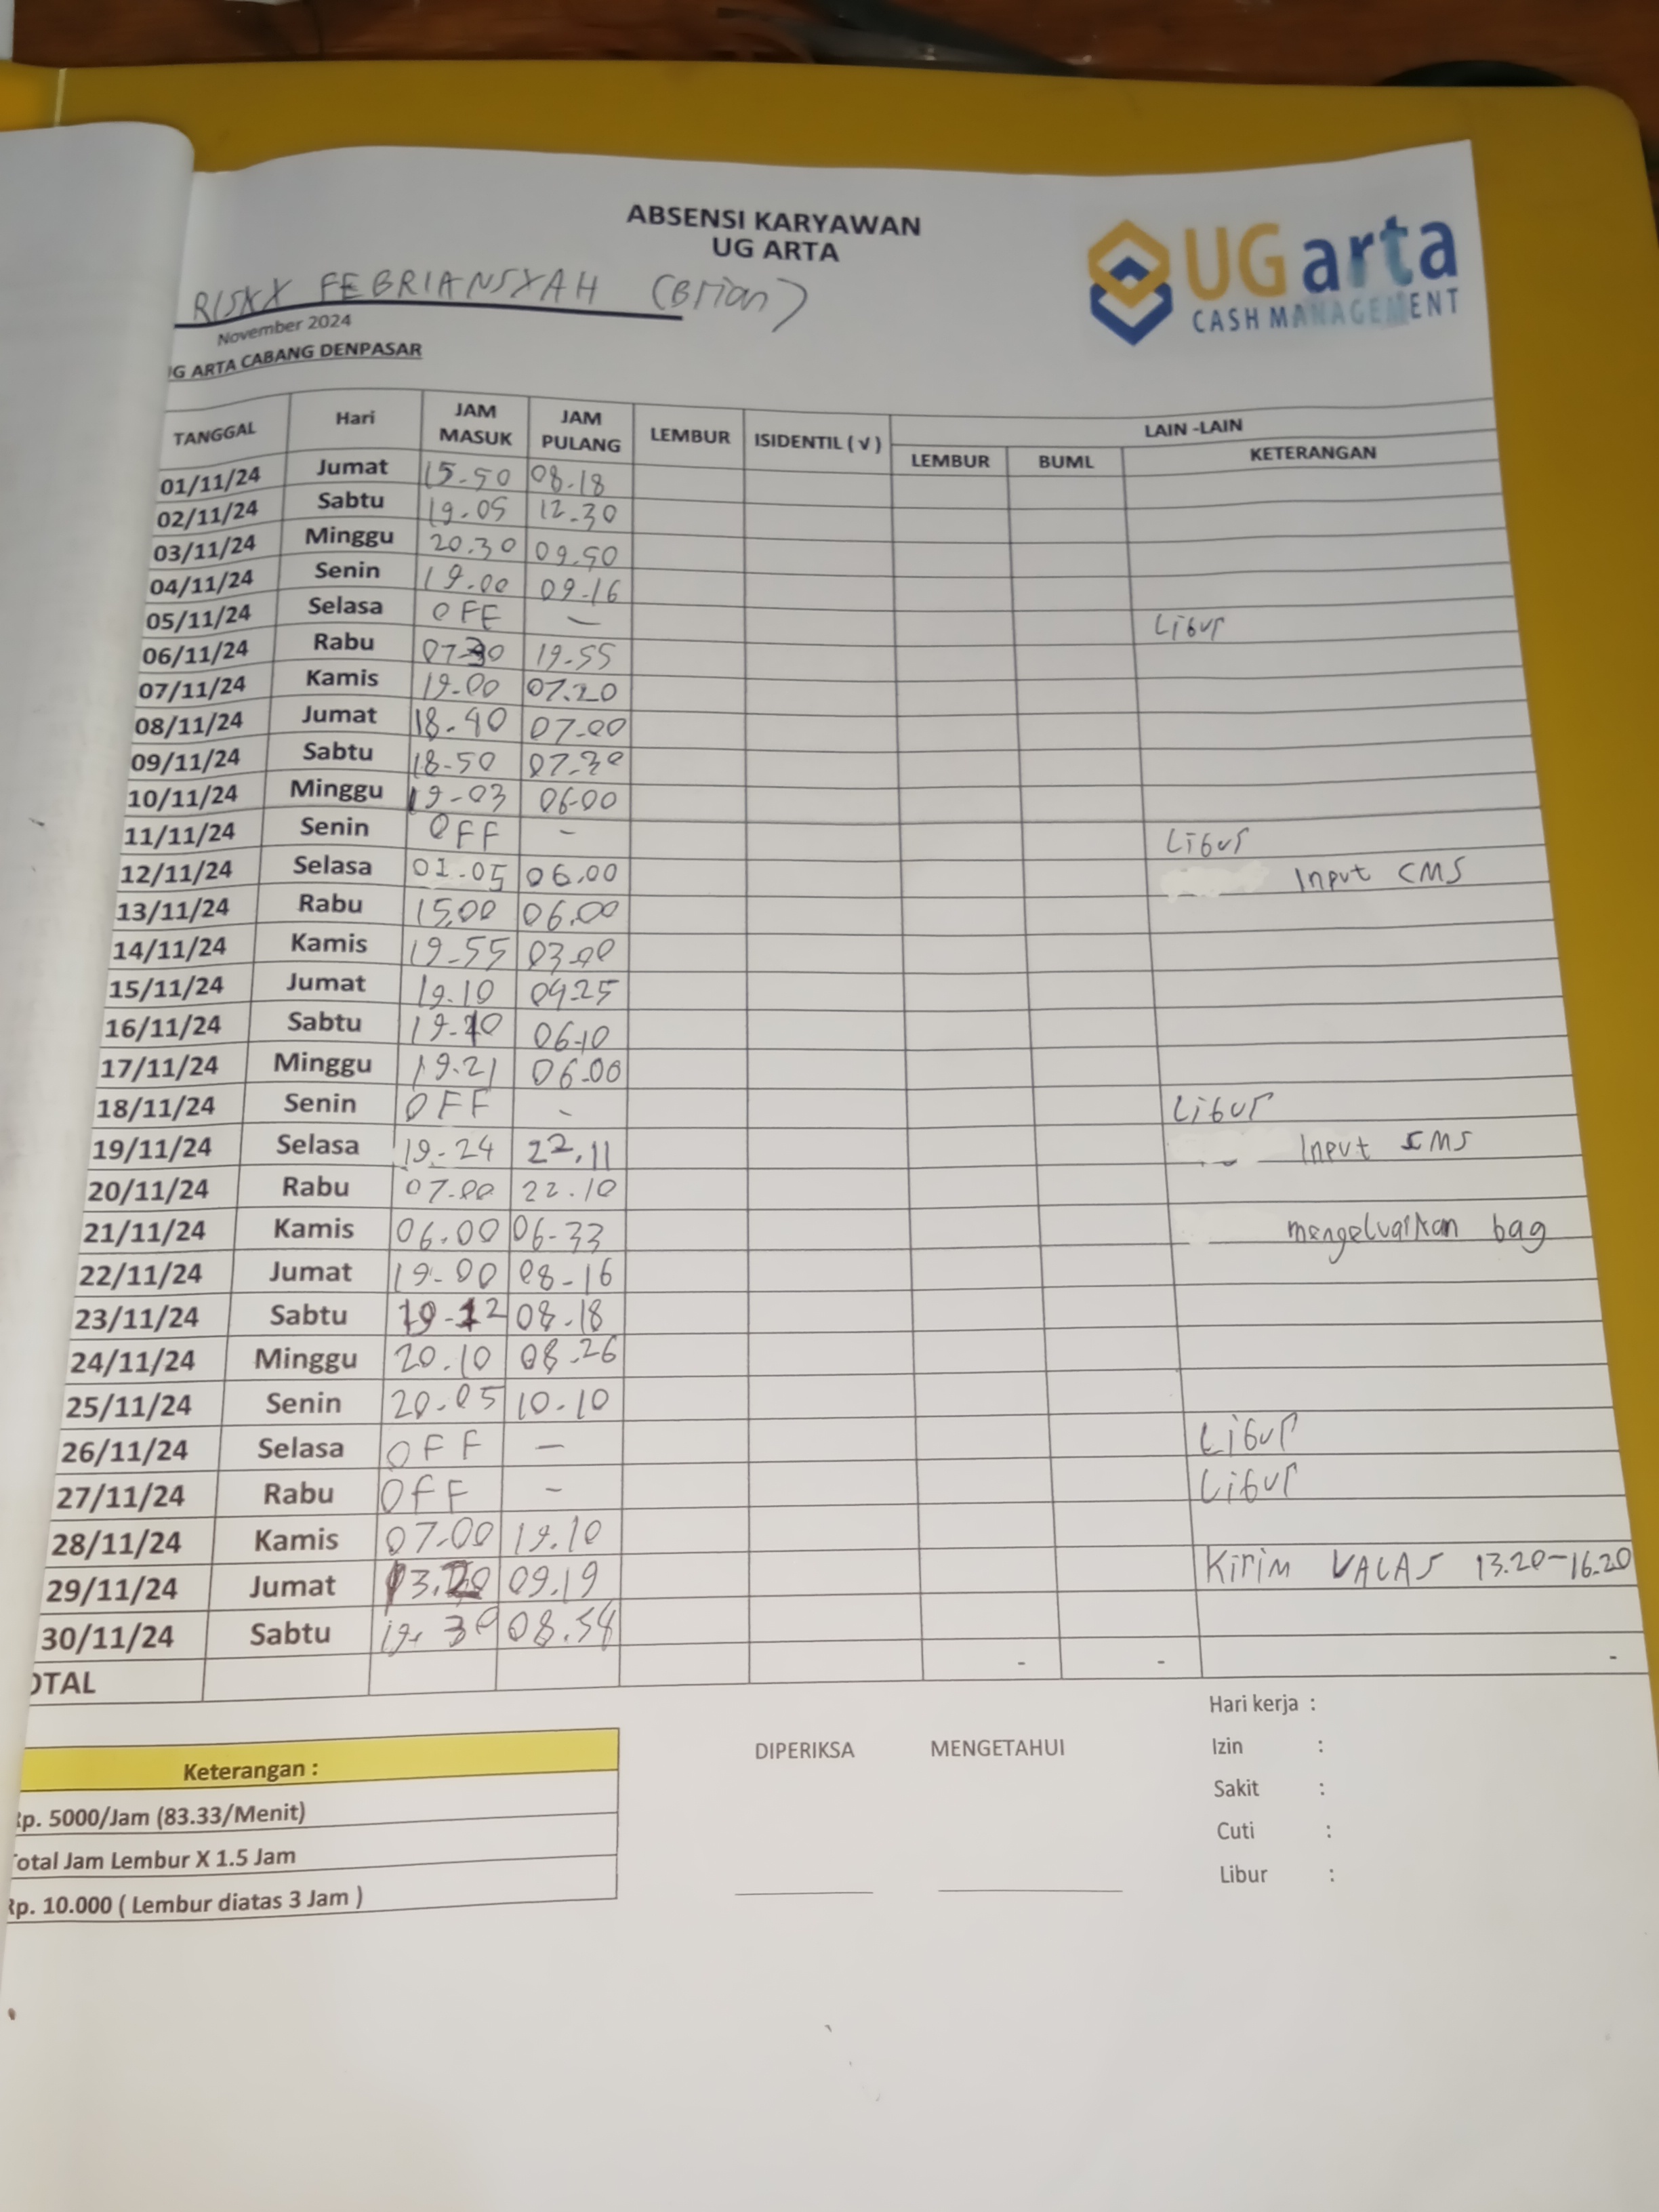 ABSENSI KARYAWAN
UG ARTA
UG arta
CASH MANAGEMENT
RISKY FEBRIANSYAH (Brian)
November 2024
UG ARTA CABANG DENPASAR
TANGGAL Hari JAM MASUK JAM PULANG LEMBUR ISIDENTIL (√) LAIN -LAIN
LEMBUR BUML KETERANGAN
01/11/24 Jumat 15.50 08.18
02/11/24 Sabtu 19.05 12.30
03/11/24 Minggu 20.30 09.50
04/11/24 Senin 19.00 09.16
05/11/24 Selasa OFF — Libur
06/11/24 Rabu 07.30 19.55
07/11/24 Kamis 19.00 07.20
08/11/24 Jumat 18.40 07.00
09/11/24 Sabtu 18.50 07.30
10/11/24 Minggu 19.03 06.00
11/11/24 Senin OFF - Libur
12/11/24 Selasa 01.05 06.00 Input CMS
13/11/24 Rabu 15.00 06.00
14/11/24 Kamis 19.55 03.00
15/11/24 Jumat 19.10 04.25
16/11/24 Sabtu 06.10
17/11/24 Minggu 19.21 06.00
18/11/24 Senin OFF - Libur
19/11/24 Selasa 19.24 22.11 Input CMS
20/11/24 Rabu 07.00 22.10
21/11/24 Kamis 06.00 06-33 mengeluarkan bag
22/11/24 Jumat 19-00 08-16
23/11/24 Sabtu 19-12 08.18
24/11/24 Minggu 20.10 08.26
25/11/24 Senin 20.05 10.10
26/11/24 Selasa OFF — Libur
27/11/24 Rabu OFF - Libur
28/11/24 Kamis 07.00 19.10
29/11/24 Jumat 13.20 09.19 Kirim VALAS 13.20-16.20
30/11/24 Sabtu 19.30 08.54
OTAL - - -
Hari kerja :
Izin :
Sakit :
Cuti :
Libur :
DIPERIKSA MENGETAHUI
Keterangan :
Rp. 5000/Jam (83.33/Menit)
Total Jam Lembur X 1.5 Jam
Rp. 10.000 ( Lembur diatas 3 Jam )